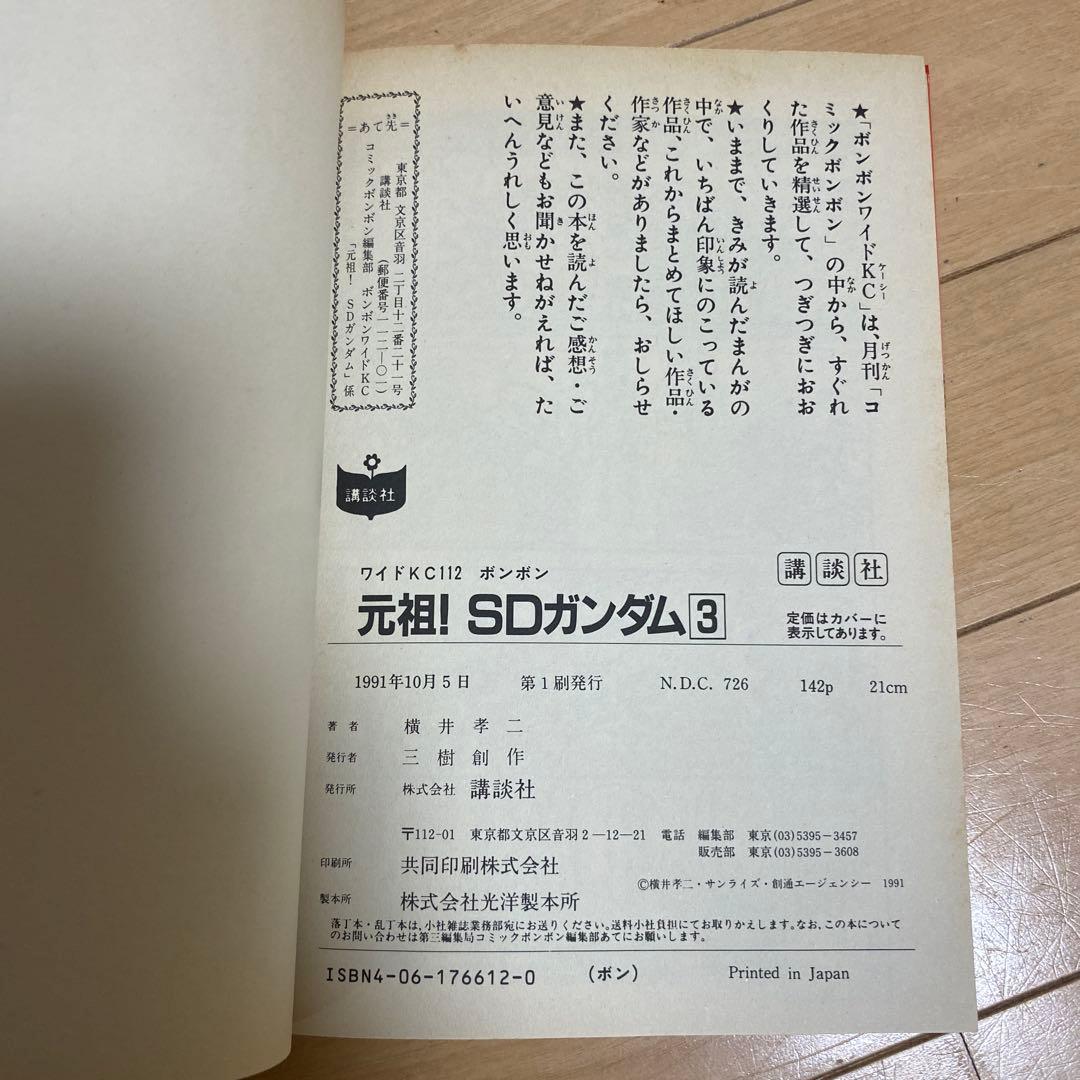 ★「ボンボンワイドKC」は、月刊「コ
ミックボンボン」の中から、すぐれ
た作品を精選して、つぎつぎにおお
くりしていきます。
★いままで、きみが読んだまんがの
中で、いちばん印象にのこっている
作品、これからまとめてほしい作品・
作家などがありましたら、おしらせ
ください。
★また、この本を読んだご感想・ご
意見などもお聞かせねがえれば、た
いへんうれしく思います。
=あて先=
東京都 文京区音羽 二丁目十二番二十一号
講談社 (郵便番号一一二-〇一)
コミックボンボン編集部 ボンボンワイドKC
「元祖! SDガンダム」係
講談社
ワイドKC112 ボンボン
講談社
元祖! SDガンダム3
定価はカバーに
表示してあります。
1991年10月5日 第1刷発行 N.D.C. 726 142p 21cm
著者 横井孝二
発行者 三樹創作
発行所 株式会社 講談社
〒112-01 東京都文京区音羽2―12―21 電話 編集部 東京(03)5395-3457
販売部 東京(03)5395-3608
印刷所 共同印刷株式会社
©横井孝二・サンライズ・創通エージェンシー 1991
製本所 株式会社光洋製本所
落丁本・乱丁本は、小社雑誌業務部宛にお送りください。送料小社負担にてお取りかえします。なお、この本について
のお問い合わせは第三編集局コミックボンボン編集部あてにお願いします。
ISBN4-06-176612-0 (ボン) Printed in Japan